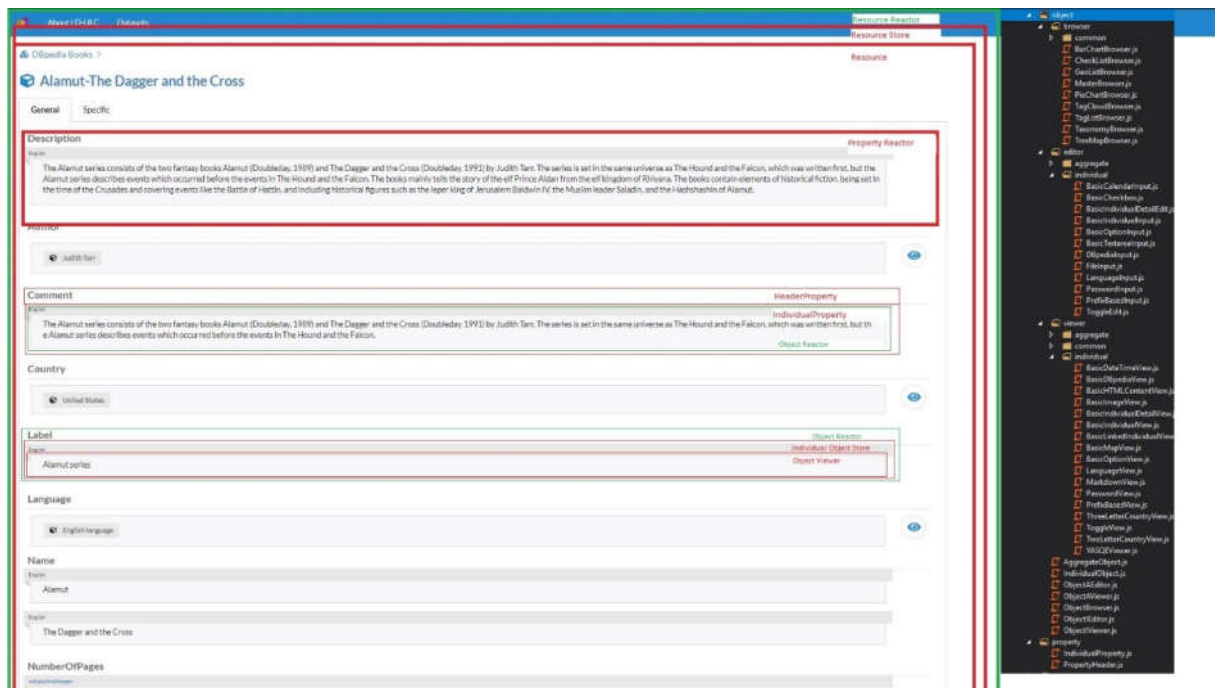 About LD-R
Datasets
Resource Reactor
Resource Store
DBpedia Books >
Resource
Alamut-The Dagger and the Cross
General Specific
Description
Property Reactor
English
The Alamut series consists of the two fantasy books Alamut (Doubleday, 1989) and The Dagger and the Cross (Doubleday, 1991) by Judith Tarr. The series is set in the same universe as The Hound and the Falcon, which was written first, but the
Alamut series describes events which occurred before the events in The Hound and the Falcon. The books mainly tells the story of the elf Prince Aidan from the elf kingdom of Rhiyana. The books contain elements of historical fiction, being set in
the time of the Crusades and covering events like the Battle of Hattin, and including historical figures such as the leper king of Jerusalem Baldwin IV, the Muslim leader Saladin, and the Hashshashin of Alamut.
Author
Judith Tarr
Comment
HeaderProperty
English
IndividualProperty
The Alamut series consists of the two fantasy books Alamut (Doubleday, 1989) and The Dagger and the Cross (Doubleday, 1991) by Judith Tarr. The series is set in the same universe as The Hound and the Falcon, which was written first, but th
e Alamut series describes events which occurred before the events in The Hound and the Falcon.
Object Reactor
Country
United States
Label
Object Reactor
English
Individual Object Store
Object Viewer
Alamut series
Language
English language
Name
English
Alamut
English
The Dagger and the Cross
NumberOfPages
object
browser
common
BarChartBrowser.js
CheckListBrowser.js
GeoListBrowser.js
MasterBrowser.js
PieChartBrowser.js
TagCloudBrowser.js
TagListBrowser.js
TaxonomyBrowser.js
TreeMapBrowser.js
editor
aggregate
individual
BasicCalendarInput.js
BasicCheckbox.js
BasicIndividualDetailEdit.js
BasicIndividualInput.js
BasicOptionInput.js
BasicTextareaInput.js
DBpediaInput.js
FileInput.js
LanguageInput.js
PasswordInput.js
PrefixBasedInput.js
ToggleEdit.js
viewer
aggregate
common
individual
BasicDateTimeView.js
BasicDBpediaView.js
BasicHTMLContentView.js
BasicImageView.js
BasicIndividualDetailView.js
BasicIndividualView.js
BasicLinkedIndividualView
BasicMapView.js
BasicOptionView.js
LanguageView.js
MarkdownView.js
PasswordView.js
PrefixBasedView.js
ThreeLetterCountryView.js
ToggleView.js
TwoLetterCountryView.js
YASQEViewer.js
AggregateObject.js
IndividualObject.js
ObjectAEditor.js
ObjectAViewer.js
ObjectBrowser.js
ObjectIEditor.js
ObjectIViewer.js
property
IndividualProperty.js
PropertyHeader.js